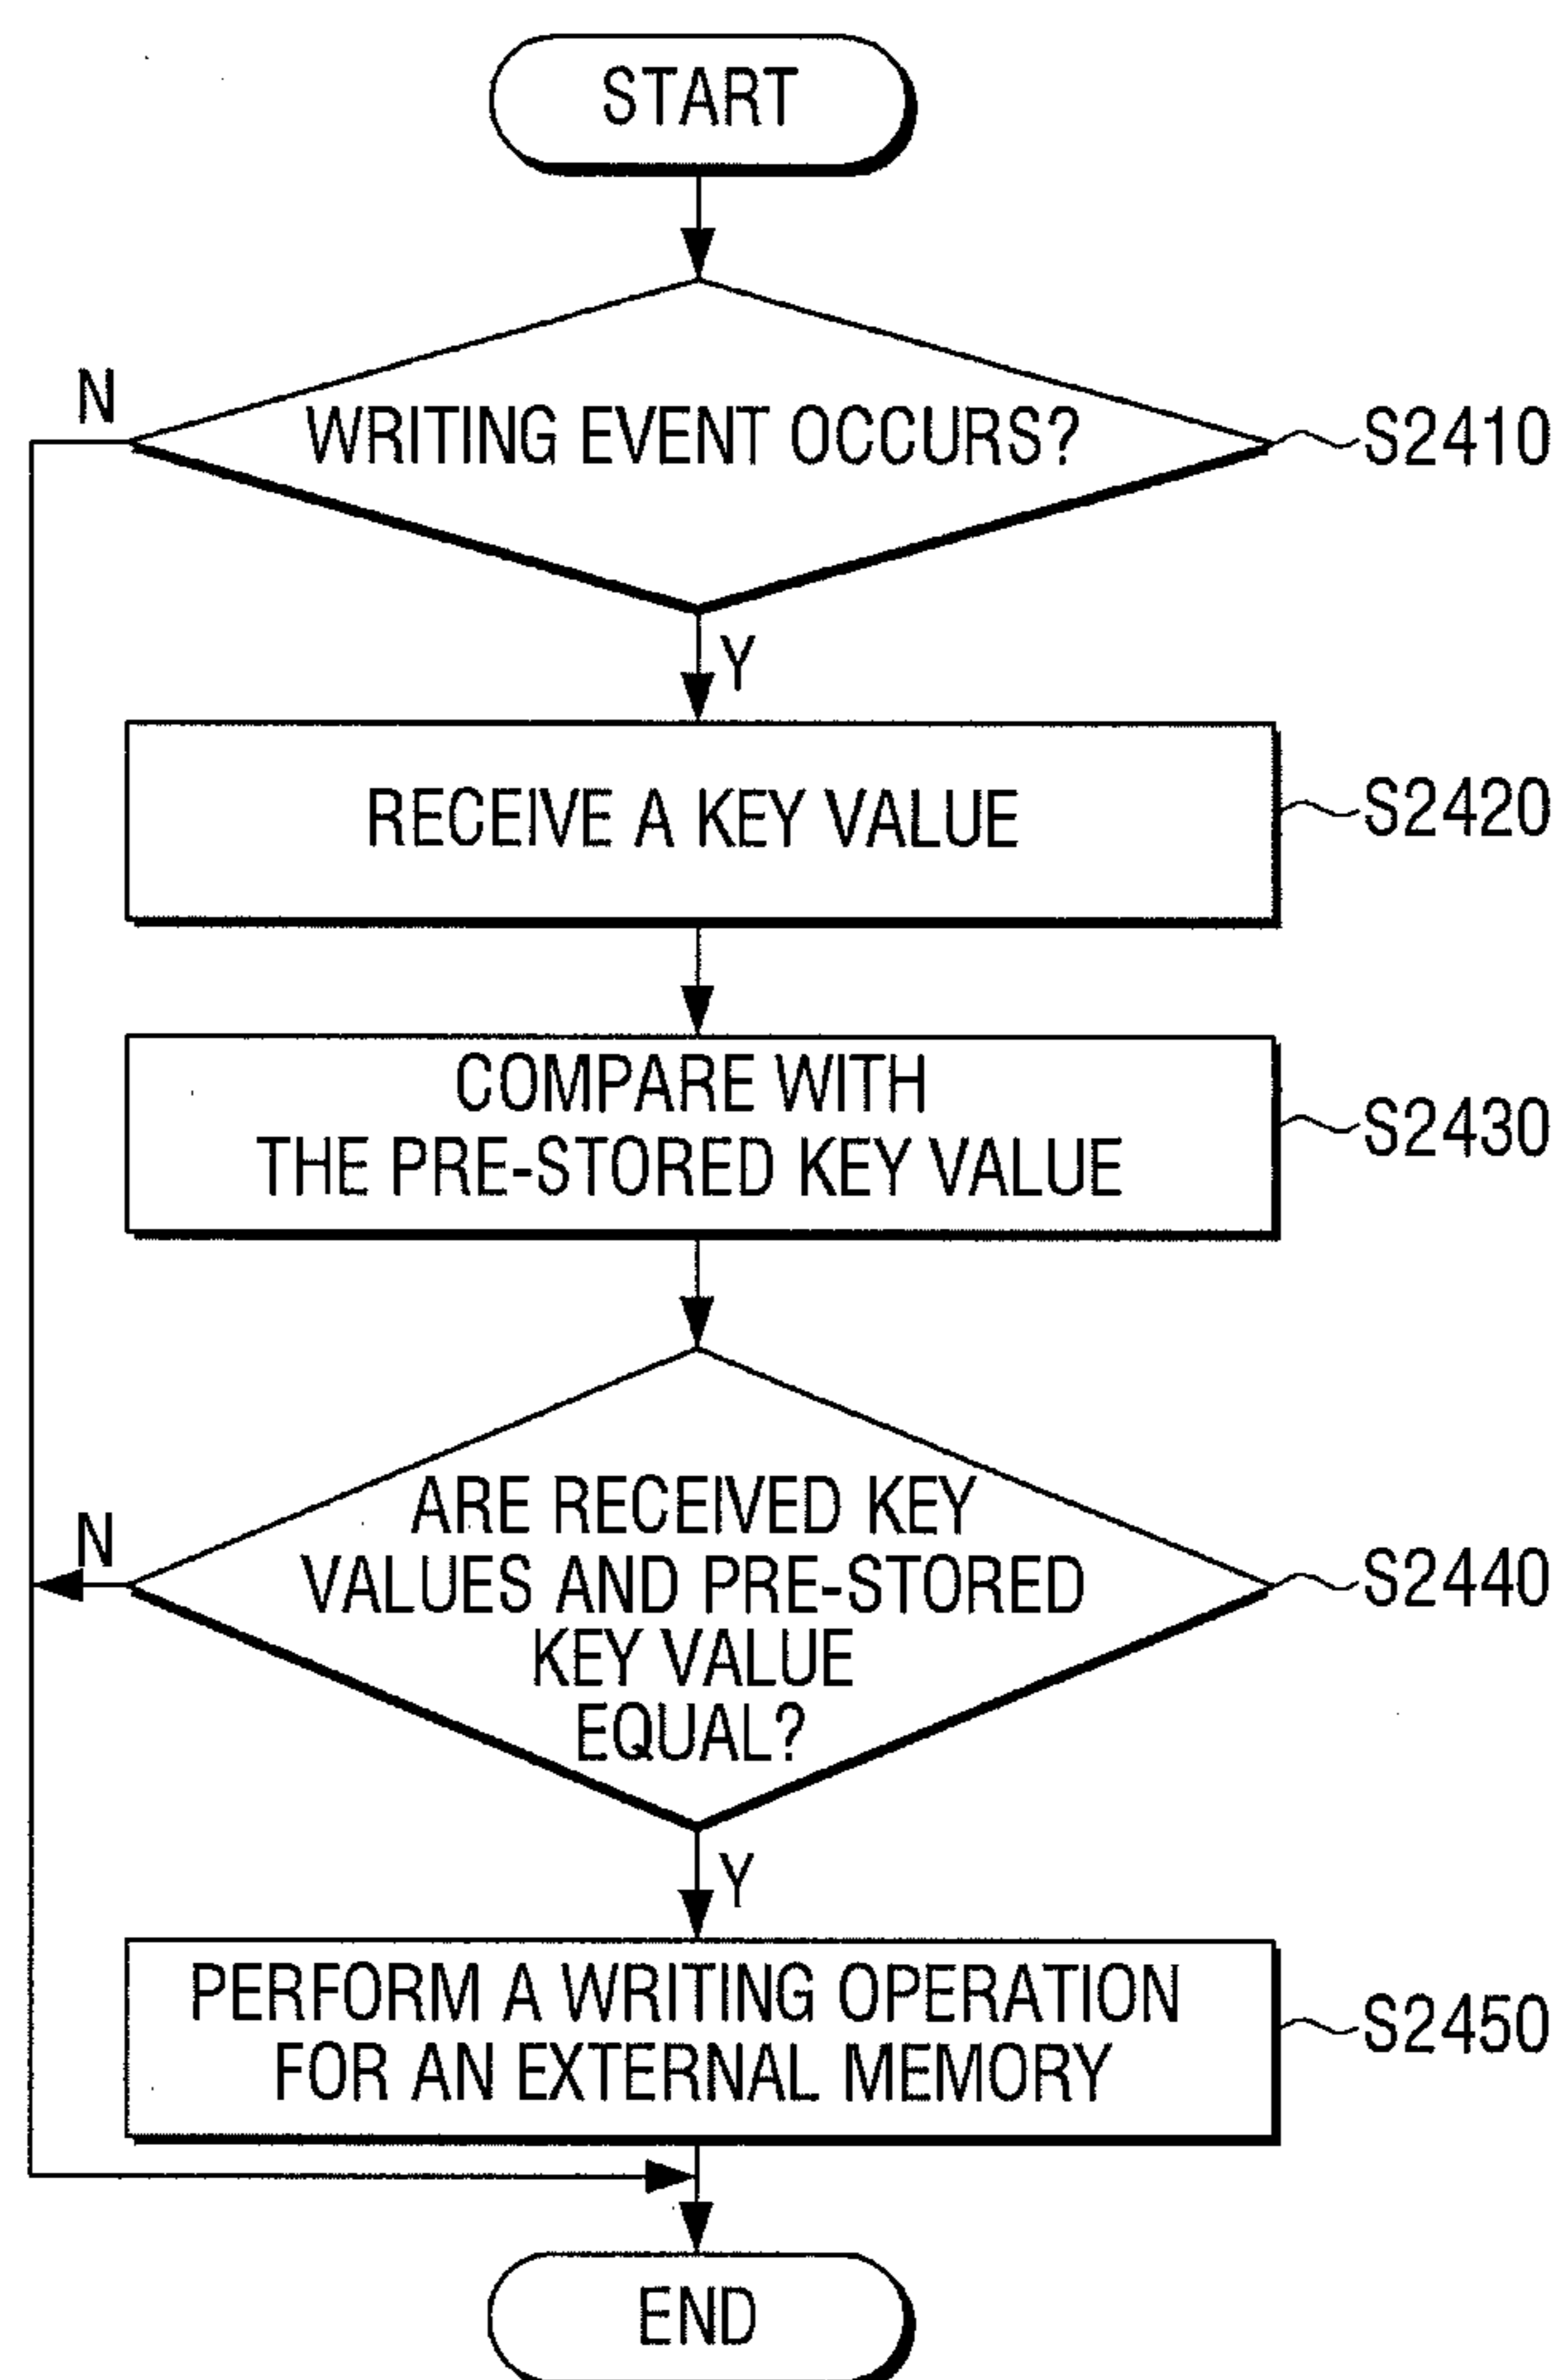 START
N
WRITING EVENT OCCURS?
S2410
Y
RECEIVE A KEY VALUE
S2420
COMPARE WITH
THE PRE-STORED KEY VALUE
S2430
ARE RECEIVED KEY
VALUES AND PRE-STORED
KEY VALUE
EQUAL?
N
S2440
Y
PERFORM A WRITING OPERATION
FOR AN EXTERNAL MEMORY
S2450
END